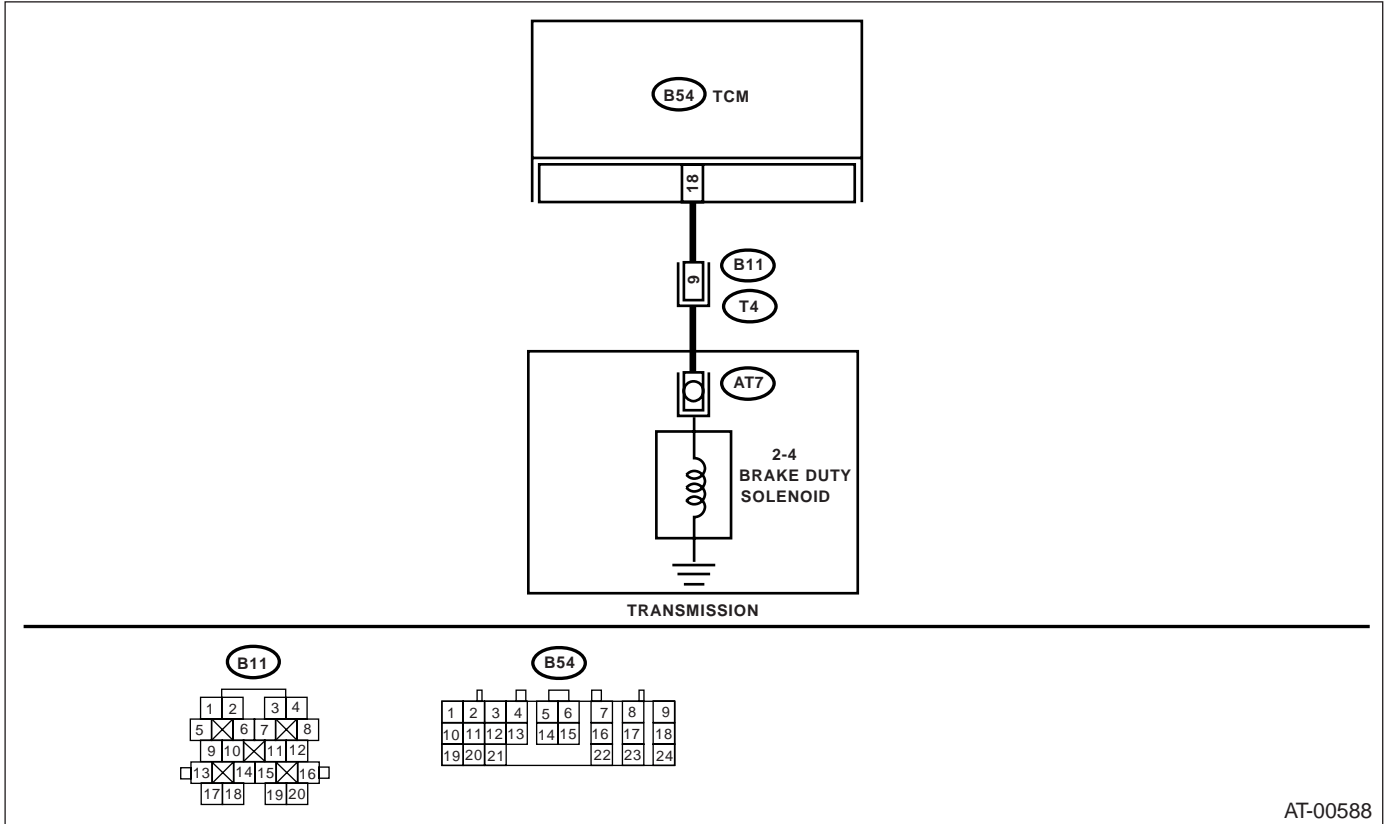 B54 TCM
18
B11
9
T4
AT7
2-4
BRAKE DUTY
SOLENOID
TRANSMISSION
B11
1 2 3 4
5 6 7 8
9 10 11 12
13 14 15 16
17 18 19 20
B54
1 2 3 4 5 6 7 8 9
10 11 12 13 14 15 16 17 18
19 20 21 22 23 24
AT-00588